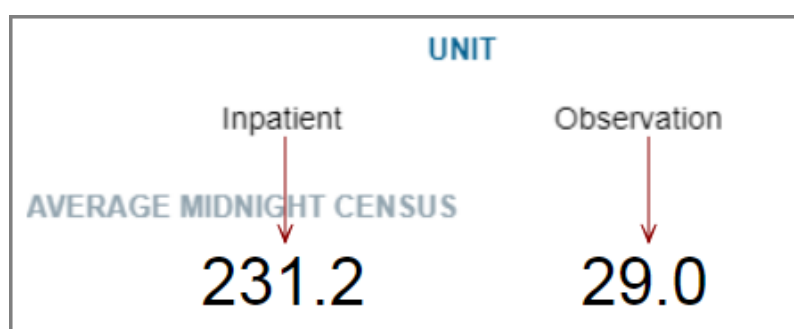 UNIT
Inpatient Observation
AVERAGE MIDNIGHT CENSUS
231.2 29.0